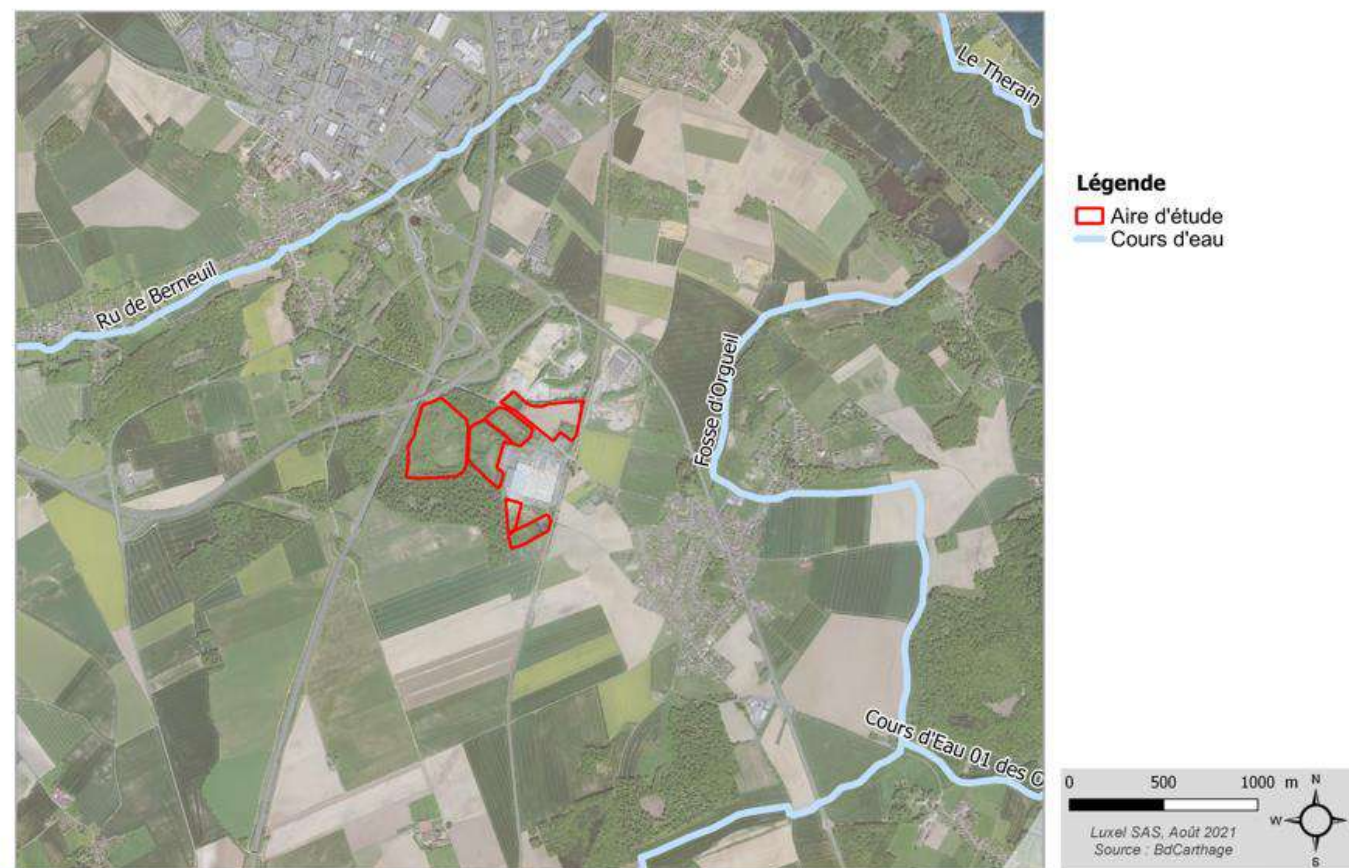 Le Therain
Ru de Berneuil
Fosse d'Orgueil
Cours d'Eau 01 des O
Légende
Aire d'étude
Cours d'eau
0 500 1000 m
N
W
S
Luxel SAS, Août 2021
Source : BdCarthage